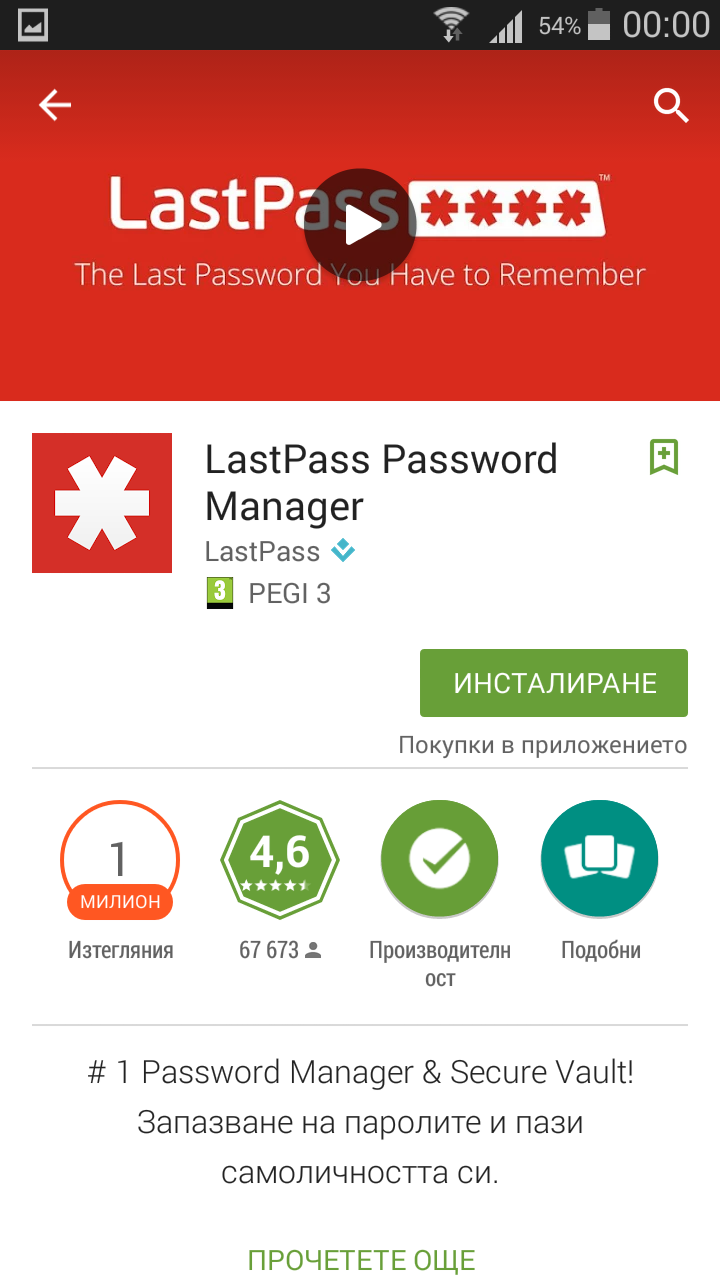 54% 00:00
LastPass ****™
The Last Password You Have to Remember
LastPass Password
Manager
LastPass
3 PEGI 3
ИНСТАЛИРАНЕ
Покупки в приложението
1
МИЛИОН
Изтегляния
4,6
67 673
Производителн
ост
Подобни
# 1 Password Manager & Secure Vault!
Запазване на паролите и пази
самоличността си.
ПРОЧЕТЕТЕ ОЩЕ